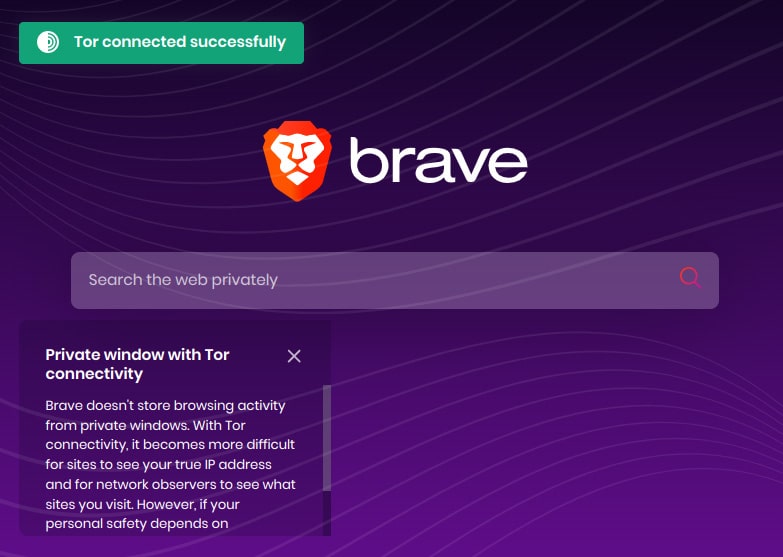 Tor connected successfully
brave
Search the web privately
Private window with Tor
connectivity
Brave doesn't store browsing activity
from private windows. With Tor
connectivity, it becomes more difficult
for sites to see your true IP address
and for network observers to see what
sites you visit. However, if your
personal safety depends on